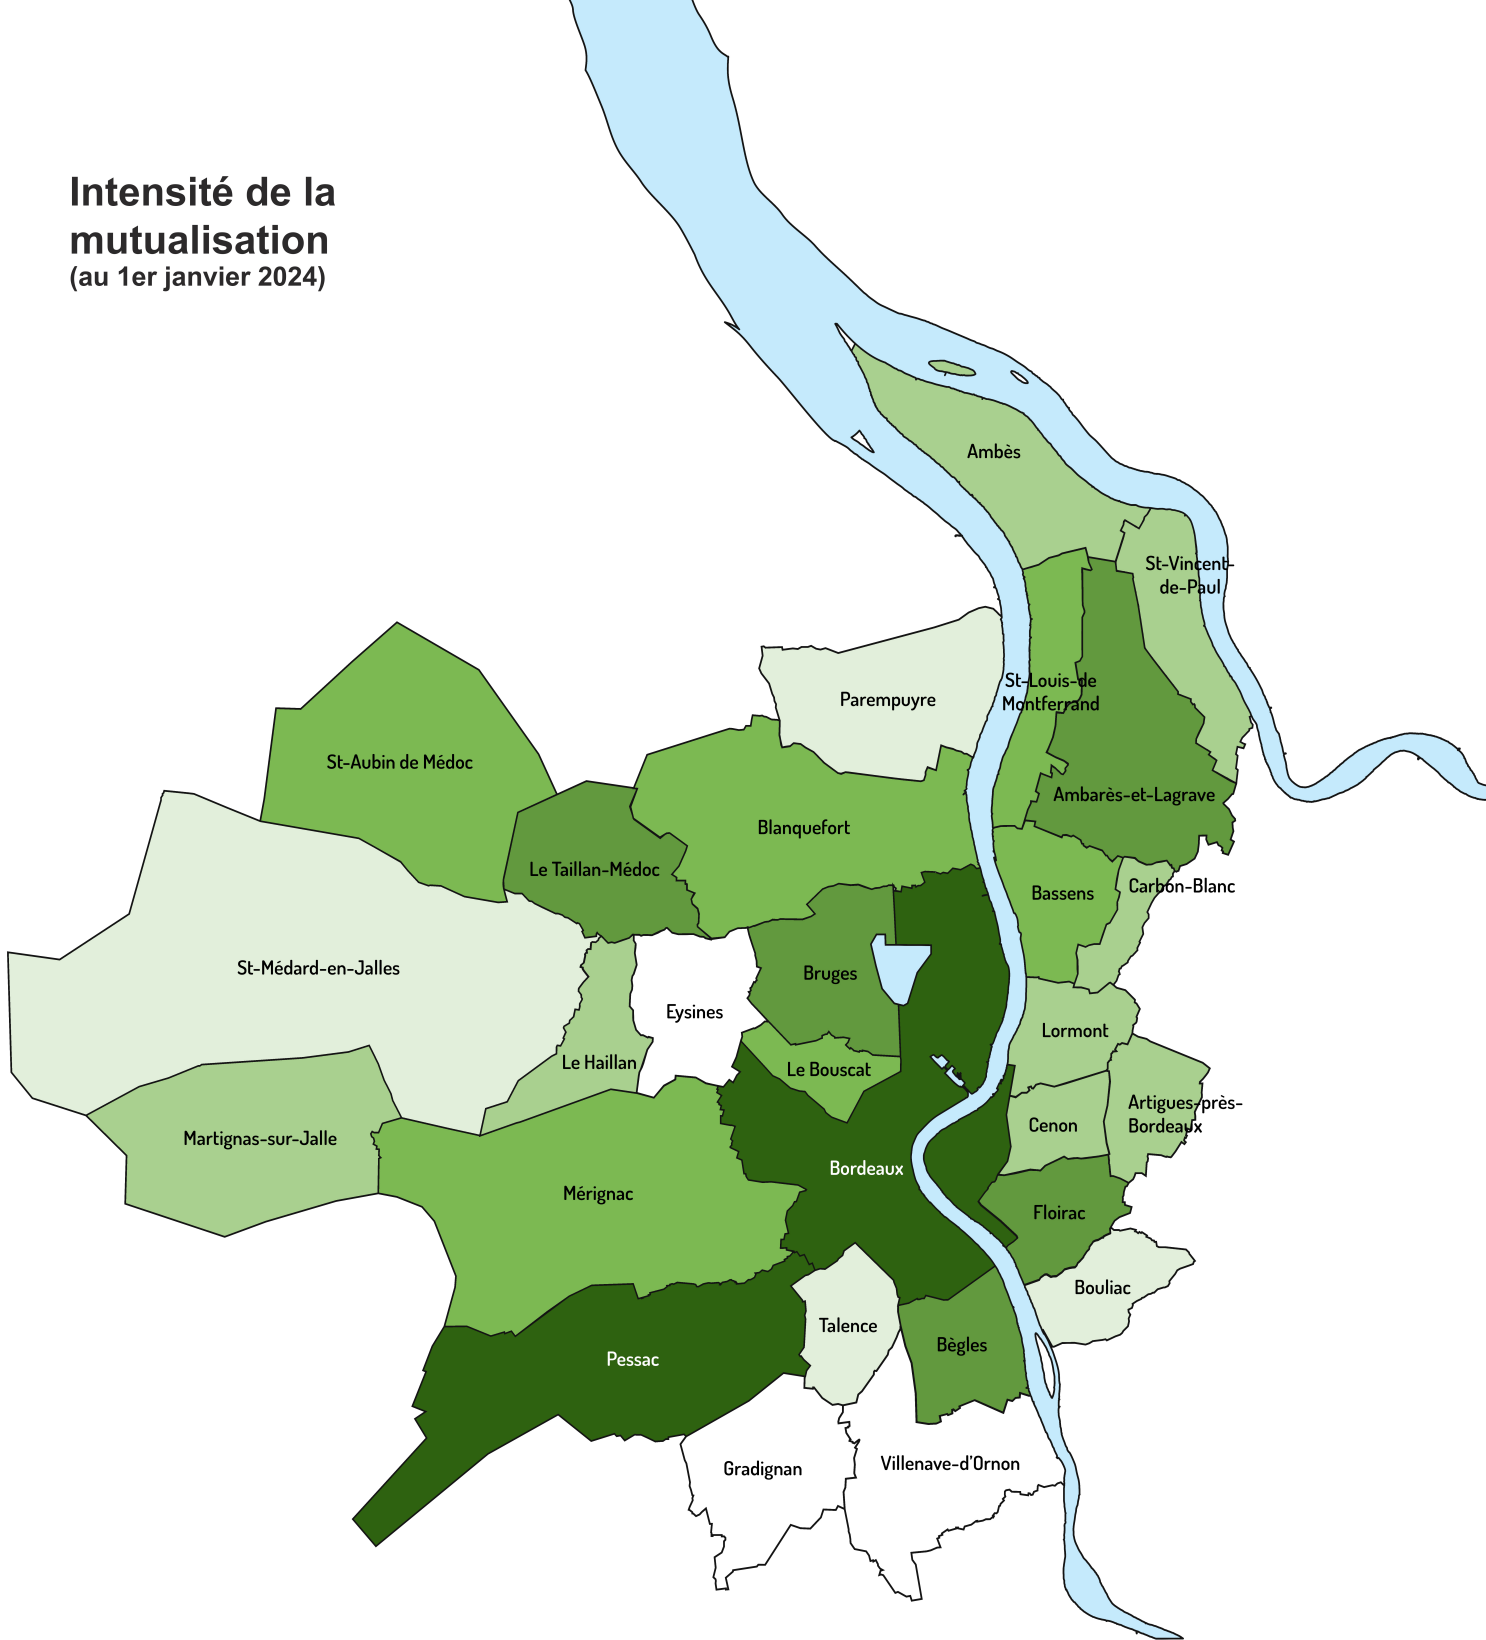 Intensité de la
mutualisation
(au 1er janvier 2024)
Ambès
St-Vincent-
de-Paul
St-Louis-de
Montferrand
Parempuyre
St-Aubin de Médoc
Ambarès-et-Lagrave
Blanquefort
Le Taillan-Médoc
Bassens
Carbon-Blanc
St-Médard-en-Jalles
Bruges
Eysines
Lormont
Le Haillan
Le Bouscat
Artigues-près-
Bordeaux
Cenon
Martignas-sur-Jalle
Bordeaux
Mérignac
Floirac
Bouliac
Talence
Bègles
Pessac
Villenave-d'Ornon
Gradignan